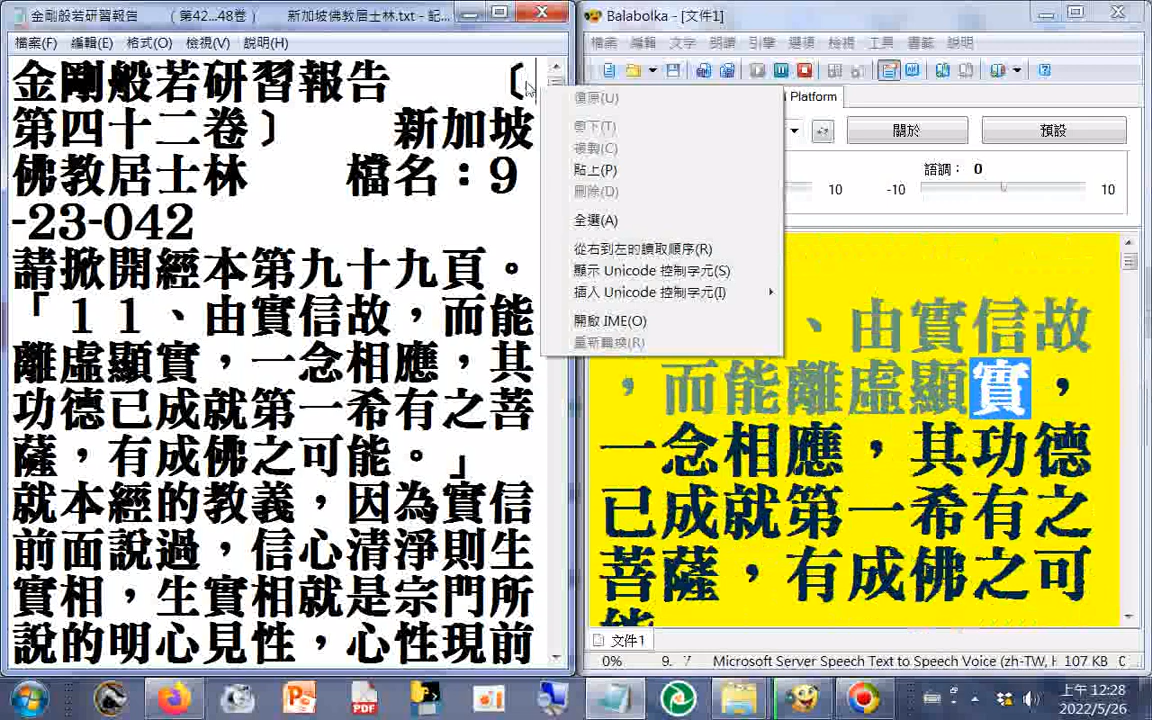 金剛般若研習報告　（第42...48卷）　新加坡佛教居士林.txt - 記...
檔案(F) 編輯(E) 格式(O) 檢視(V) 說明(H)
金剛般若研習報告　　〔
第四十二卷〕　　新加坡
佛教居士林　　檔名：9
-23-042
請掀開經本第九十九頁。
「１１、由實信故，而能
離虛顯實，一念相應，其
功德已成就第一希有之菩
薩，有成佛之可能。」
就本經的教義，因為實信
前面說過，信心清淨則生
實相，生實相就是宗門所
說的明心見性，心性現前
復原(U)
剪下(T)
複製(C)
貼上(P)
刪除(D)
全選(A)
從右到左的讀取順序(R)
顯示 Unicode 控制字元(S)
插入 Unicode 控制字元(I)
開啟 IME(O)
重新轉換(R)
Balabolka - [文件1]
檔案 編輯 文字 朗讀 引擎 選項 檢視 工具 書籤 說明
Platform
關於 預設
語調： 0
10 -10 10
、由實信故
，而能離虛顯實，
一念相應，其功德
已成就第一希有之
菩薩，有成佛之可
能
文件1
0% Microsoft Server Speech Text to Speech Voice (zh-TW, H 107 KB
上午 12:28
2022/5/26